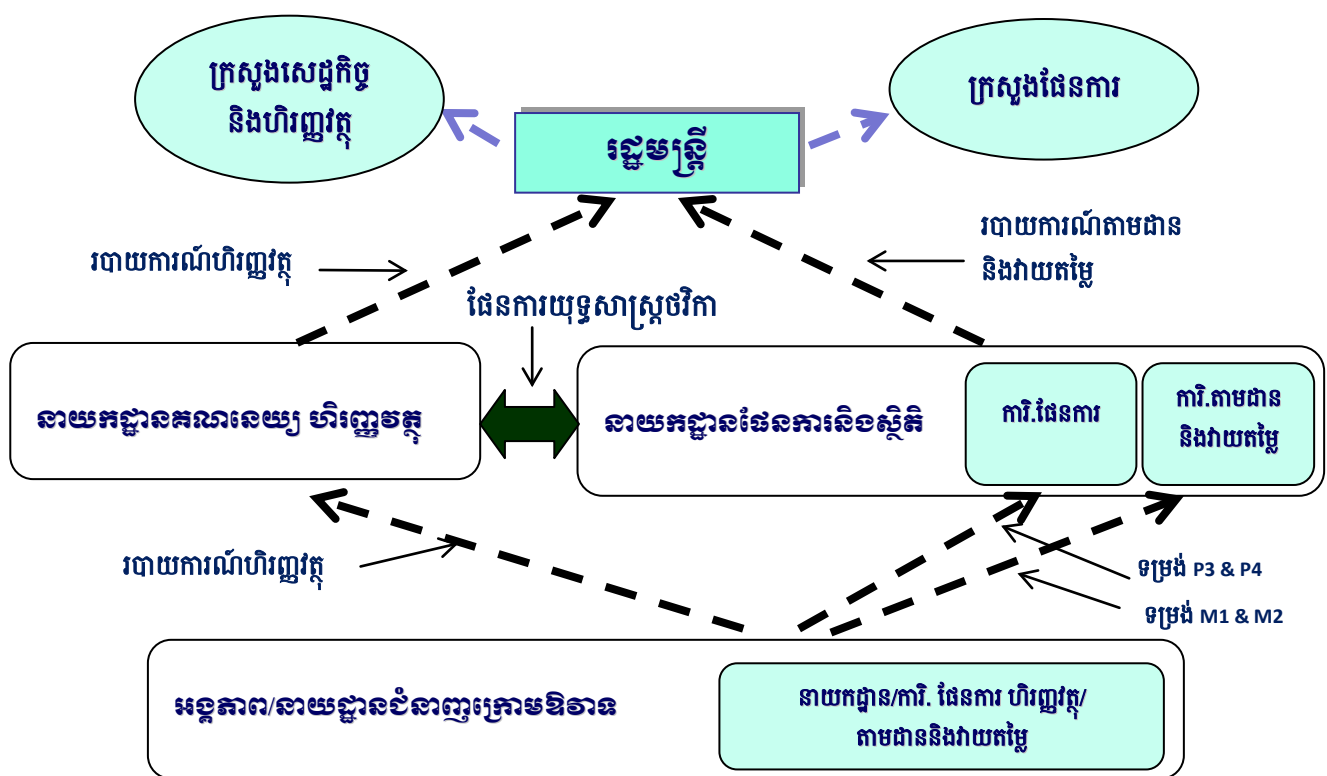 ក្រសួងសេដ្ឋកិច្ច
និងហិរញ្ញវត្ថុ
ក្រសួងផែនការ
រដ្ឋមន្ត្រី
របាយការណ៍ហិរញ្ញវត្ថុ
របាយការណ៍តាមដាន
និងវាយតម្លៃ
ផែនការយុទ្ធសាស្ត្រថវិកា
នាយកដ្ឋានគណនេយ្យ ហិរញ្ញវត្ថុ
នាយកដ្ឋានផែនការនិងស្ថិតិ
ការិ.ផែនការ
ការិ.តាមដាន
និងវាយតម្លៃ
របាយការណ៍ហិរញ្ញវត្ថុ
ទម្រង់ P3 & P4
ទម្រង់ M1 & M2
អង្គភាព/នាយដ្ឋានជំនាញក្រោមឱវាទ
នាយកដ្ឋាន/ការិ. ផែនការ ហិរញ្ញវត្ថុ/
តាមដាននិងវាយតម្លៃ